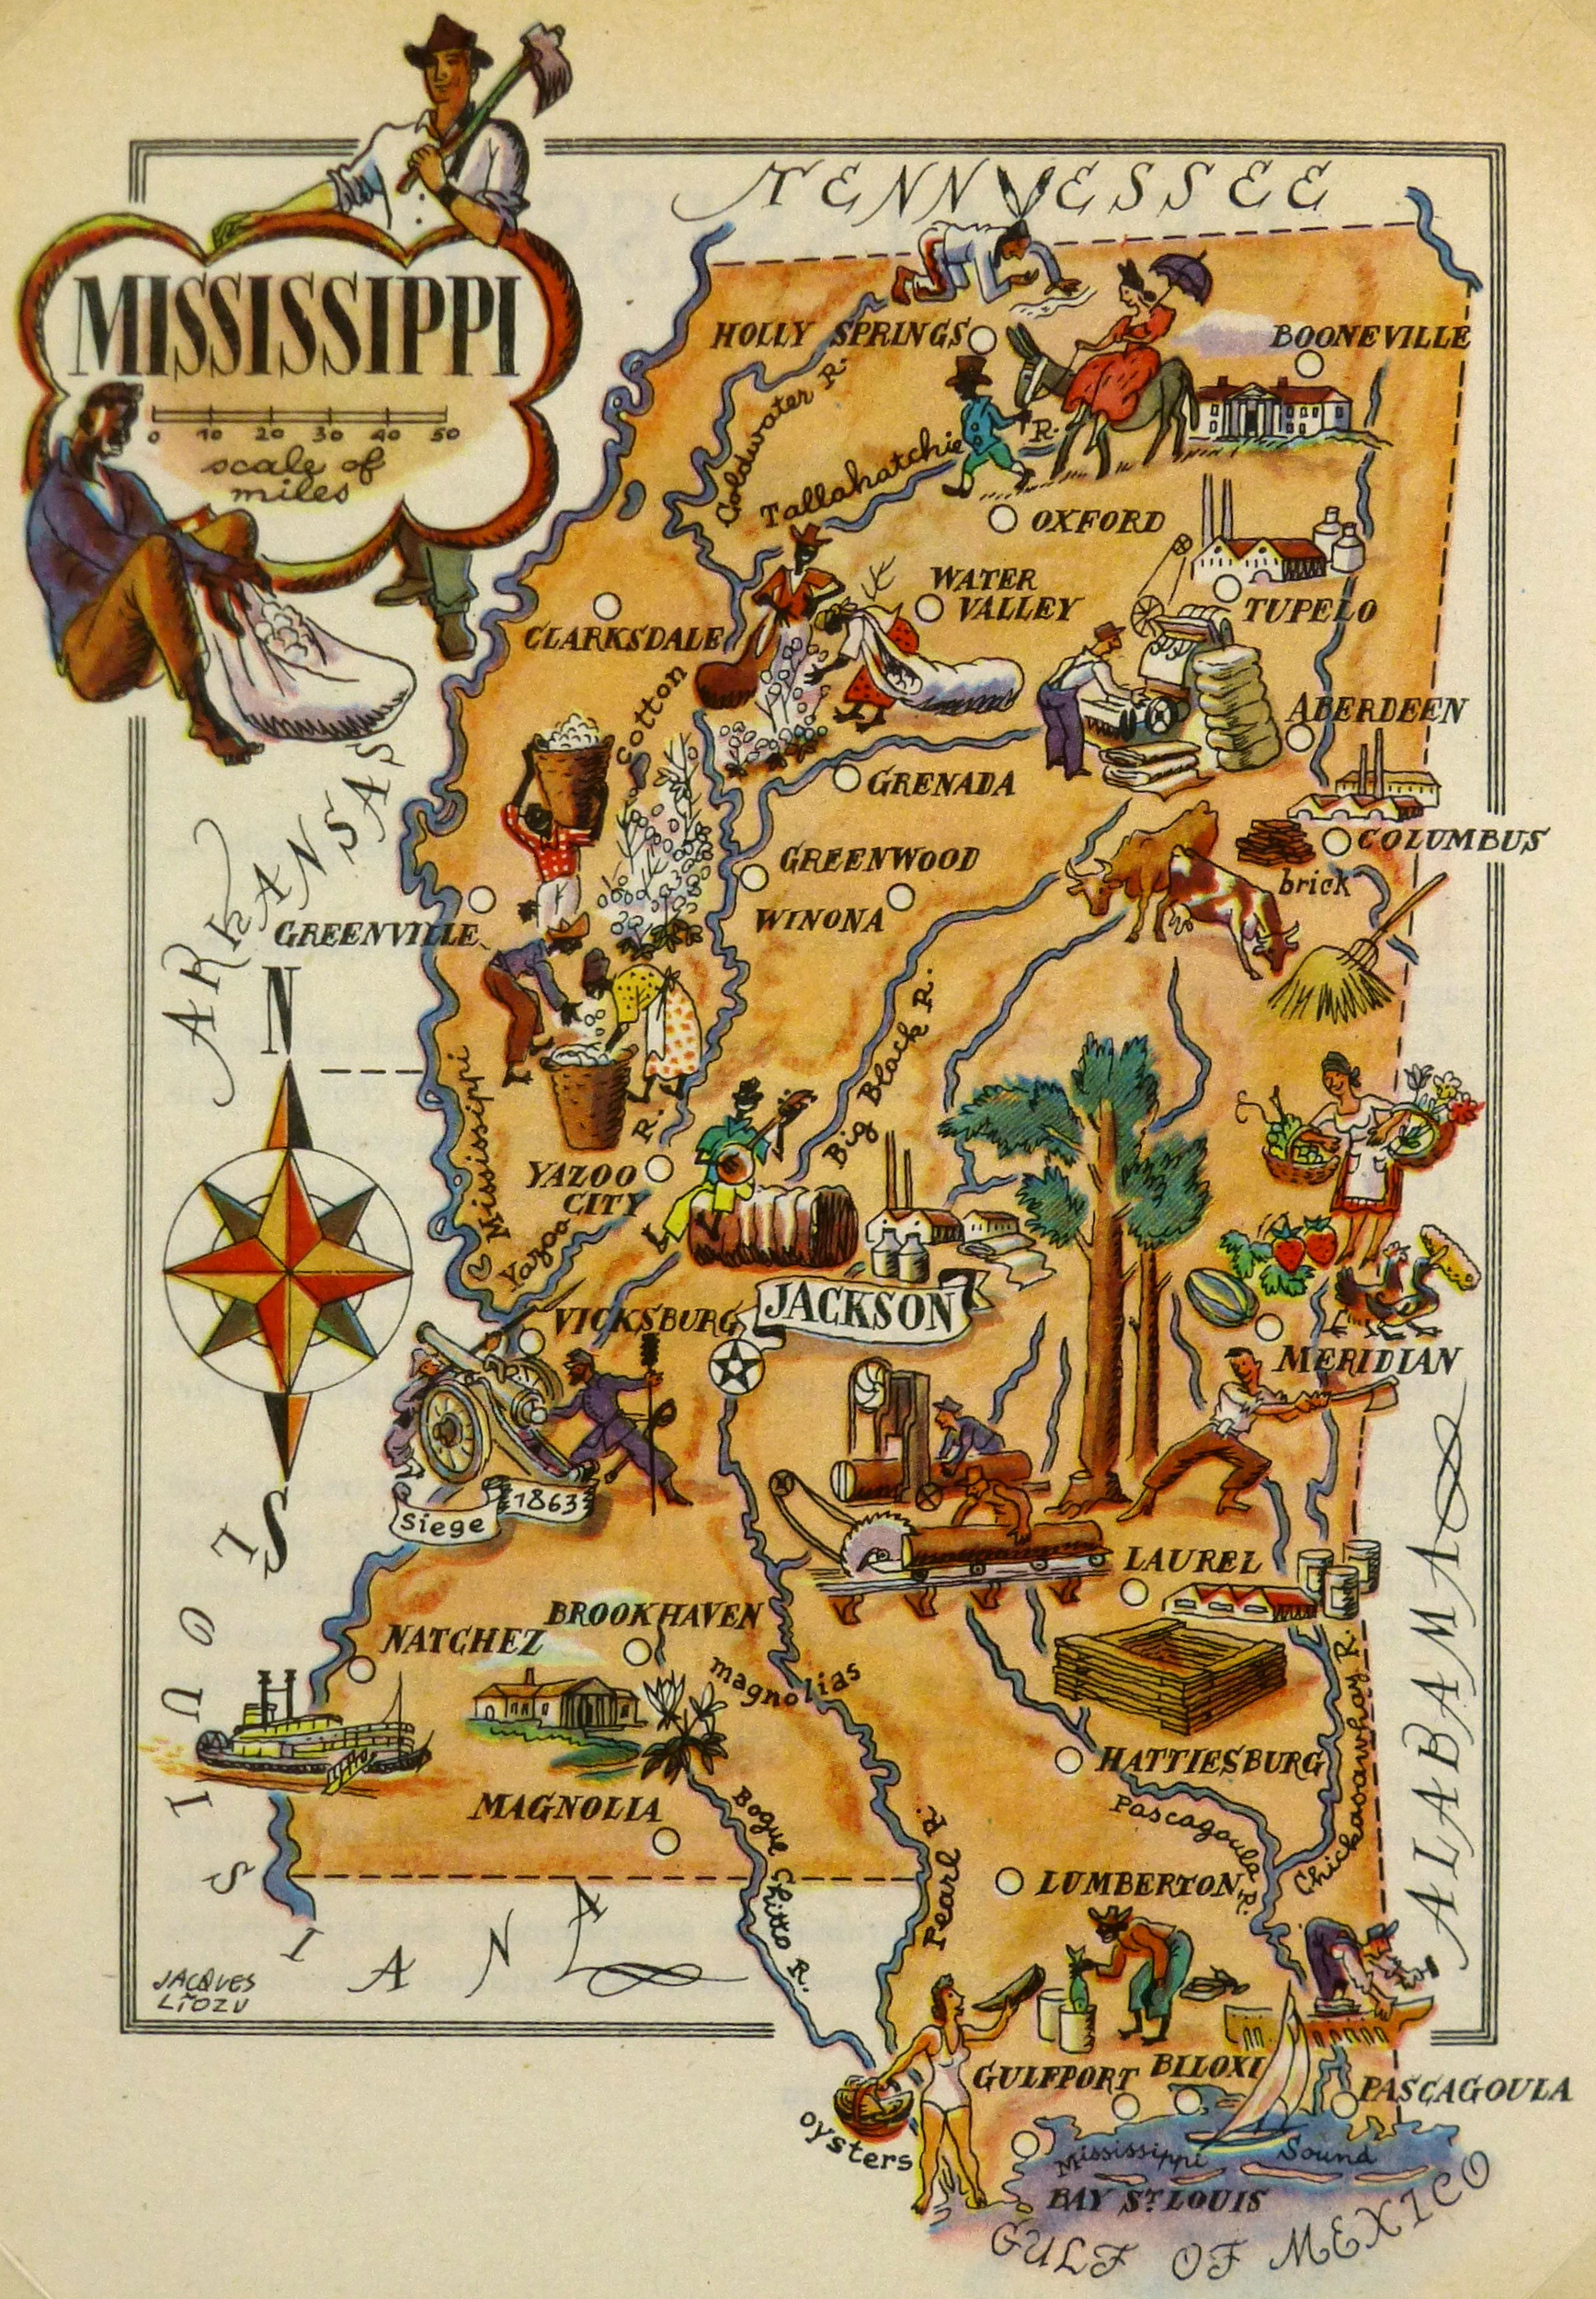 TENNESSEE
MISSISSIPPI
0 10 20 30 40 50
scale of
miles
HOLLY SPRINGS
BOONEVILLE
Coldwater R.
Tallahatchie R.
OXFORD
WATER
VALLEY
TUPELO
CLARKSDALE
Cotton
ABERDEEN
GRENADA
ARKANSAS
COLUMBUS
brick
GREENWOOD
WINONA
GREENVILLE
N
Big Black R.
Mississippi
YAZOO
CITY
Yazoo R.
JACKSON
VICKSBURG
MERIDIAN
Siege 1863
S
LAUREL
BROOKHAVEN
NATCHEZ
magnolias
HATTIESBURG
MAGNOLIA
Bogue Chitto R.
Pascagoula R.
Chickasawhay R.
ALABAMA
Pearl R.
LUMBERTON
LOUISIANA
JACQUES
LIOZU
GULFPORT
BILOXI
PASCAGOULA
oysters
Mississippi Sound
BAY ST LOUIS
GULF OF MEXICO